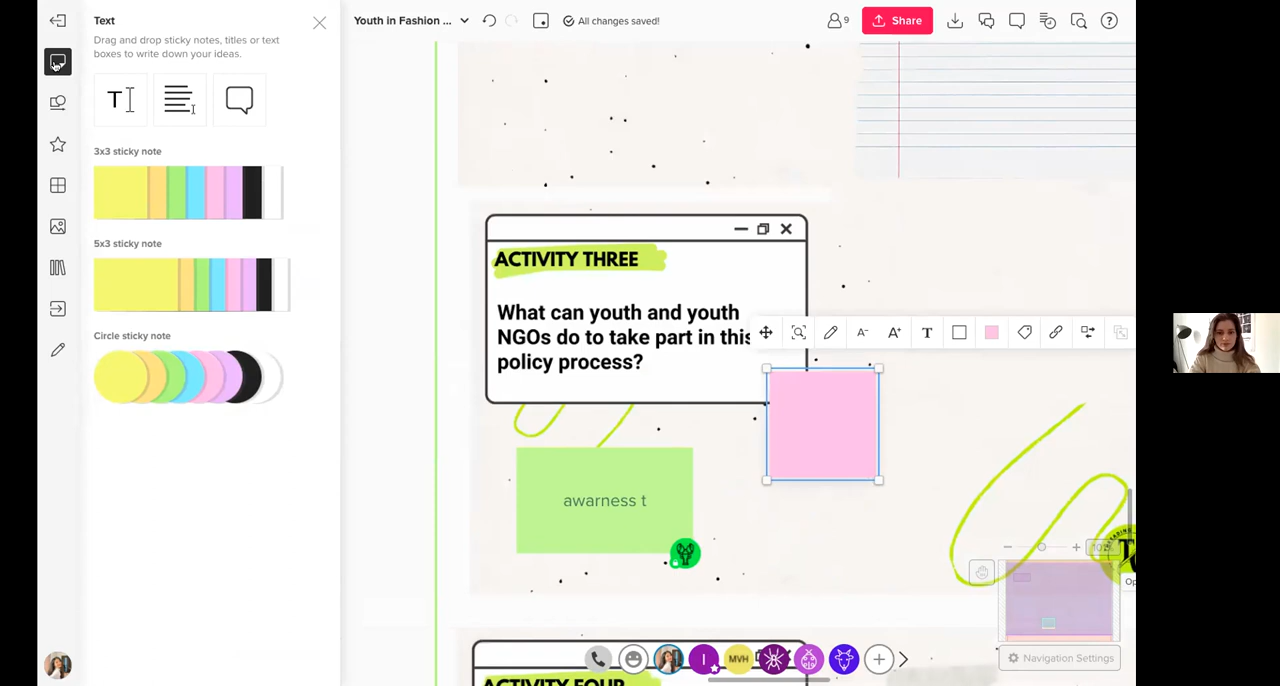 Text
Youth in Fashion ...
All changes saved!
9
Share
Drag and drop sticky notes, titles or text
boxes to write down your ideas.
T
3x3 sticky note
5x3 sticky note
Circle sticky note
ACTIVITY THREE
What can youth and youth
NGOs do to take part in this
policy process?
A- A+ T
awarness t
I
MVH
Navigation Settings
ACTIVITY FOUR